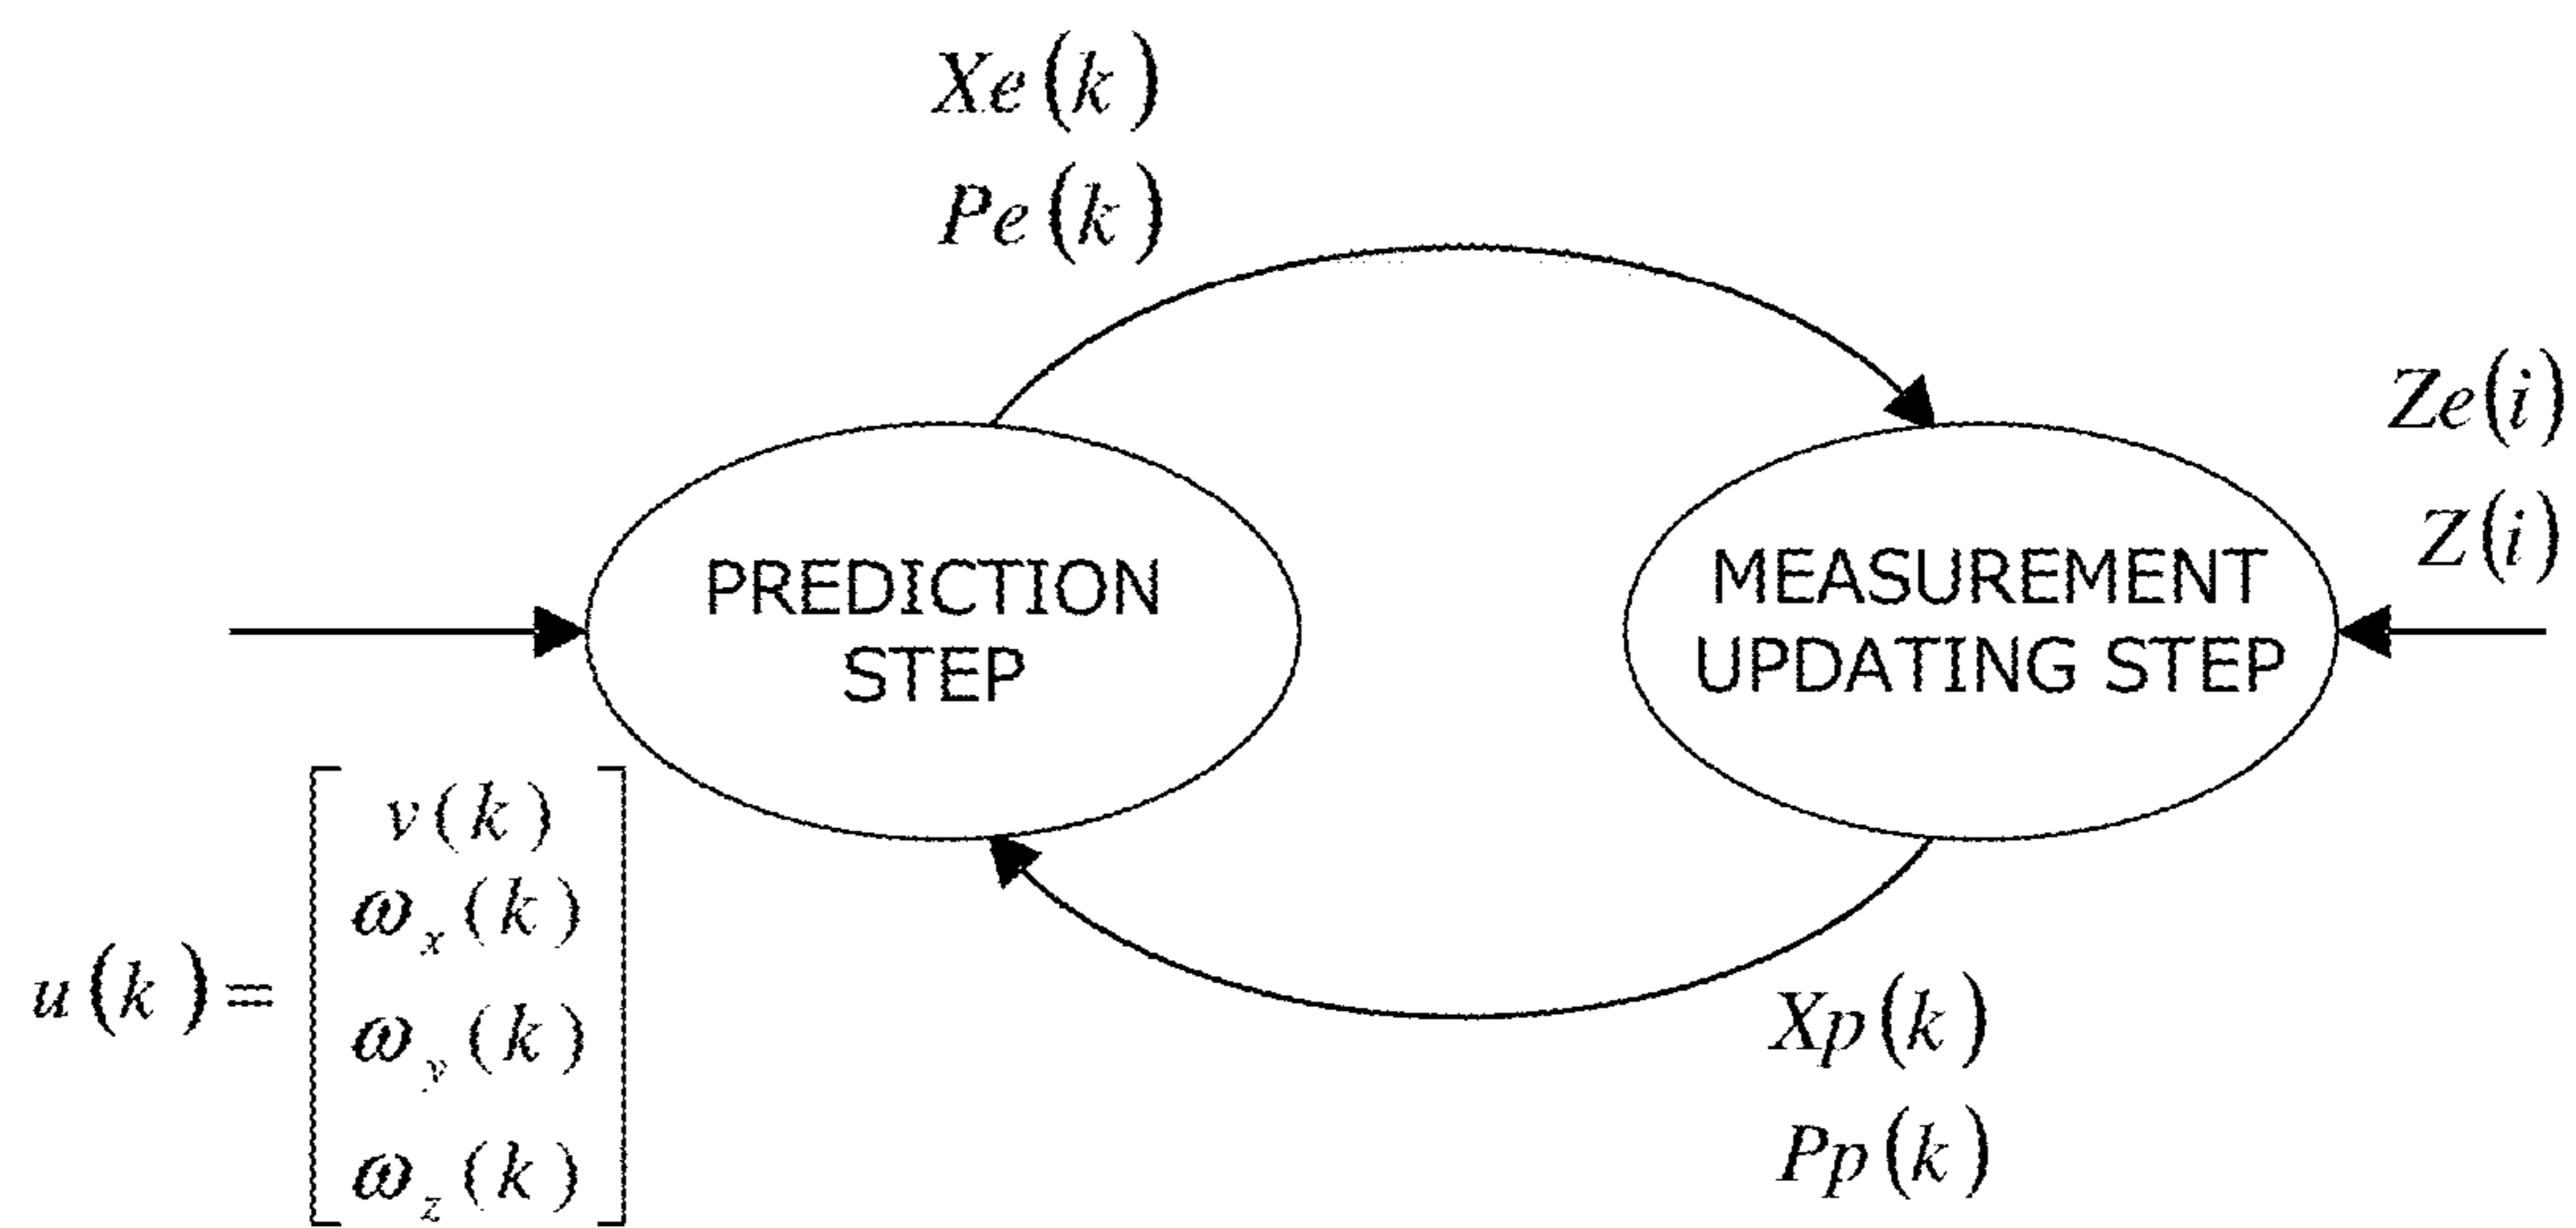 Xe(k)
Pe(k)
Ze(i)
Z(i)
PREDICTION
STEP
MEASUREMENT
UPDATING STEP
u(k)=
v(k)
ω_x(k)
ω_y(k)
ω_z(k)
Xp(k)
Pp(k)